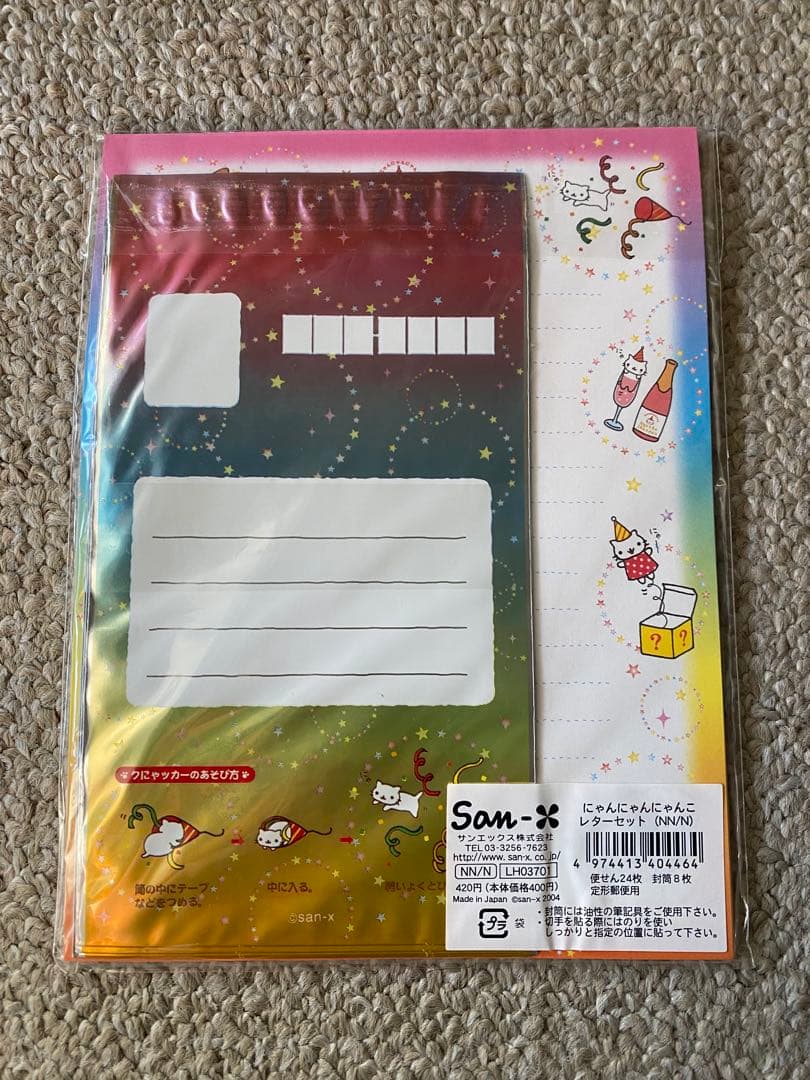 クにゃッカーのあそび方
筒の中にテープ
などをつめる。
中に入る。
勢いよくとび
©san-x
San-X
サンエックス株式会社
TEL 03-3256-7623
http://www.san-x.co.jp/
NN/N LH03701
420円(本体価格400円)
Made in Japan ©san-x 2004
プラ 袋
にゃんにゃんにゃんこ
レターセット (NN/N)
4 974413 404464
便せん24枚 封筒8枚
定形郵便用
・封筒には油性の筆記具をご使用下さい。
・切手を貼る際にはのりを使い
しっかりと指定の位置に貼って下さい。
? ?